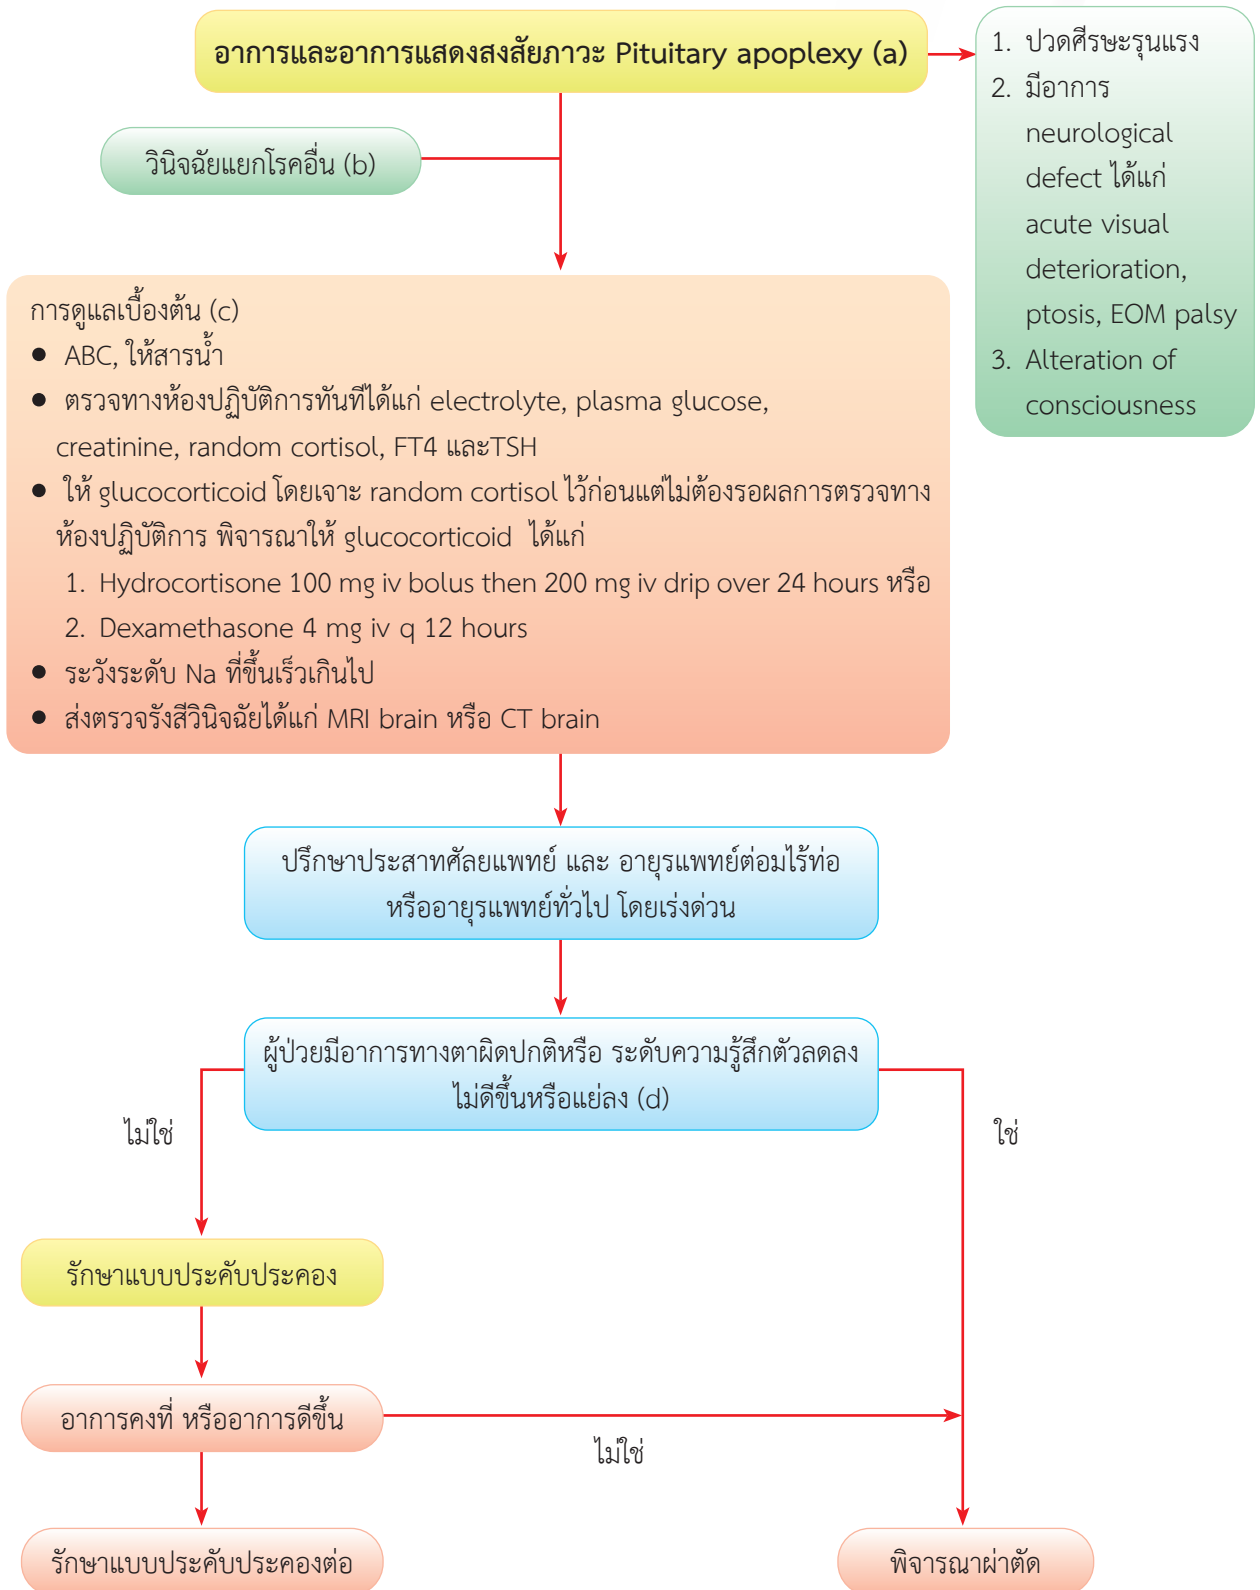 อาการและอาการแสดงสงสัยภาวะ Pituitary apoplexy (a)
1. ปวดศีรษะรุนแรง
2. มีอาการ
neurological
defect ได้แก่
acute visual
deterioration,
ptosis, EOM palsy
3. Alteration of
consciousness
วินิจฉัยแยกโรคอื่น (b)
การดูแลเบื้องต้น (c)
● ABC, ให้สารน้ำ
● ตรวจทางห้องปฏิบัติการทันทีได้แก่ electrolyte, plasma glucose,
creatinine, random cortisol, FT4 และTSH
● ให้ glucocorticoid โดยเจาะ random cortisol ไว้ก่อนแต่ไม่ต้องรอผลการตรวจทาง
ห้องปฏิบัติการ พิจารณาให้ glucocorticoid ได้แก่
1. Hydrocortisone 100 mg iv bolus then 200 mg iv drip over 24 hours หรือ
2. Dexamethasone 4 mg iv q 12 hours
● ระวังระดับ Na ที่ขึ้นเร็วเกินไป
● ส่งตรวจรังสีวินิจฉัยได้แก่ MRI brain หรือ CT brain
ปรึกษาประสาทศัลยแพทย์ และ อายุรแพทย์ต่อมไร้ท่อ
หรืออายุรแพทย์ทั่วไป โดยเร่งด่วน
ผู้ป่วยมีอาการทางตาผิดปกติหรือ ระดับความรู้สึกตัวลดลง
ไม่ดีขึ้นหรือแย่ลง (d)
ไม่ใช่
ใช่
รักษาแบบประคับประคอง
อาการคงที่ หรืออาการดีขึ้น
ไม่ใช่
รักษาแบบประคับประคองต่อ
พิจารณาผ่าตัด